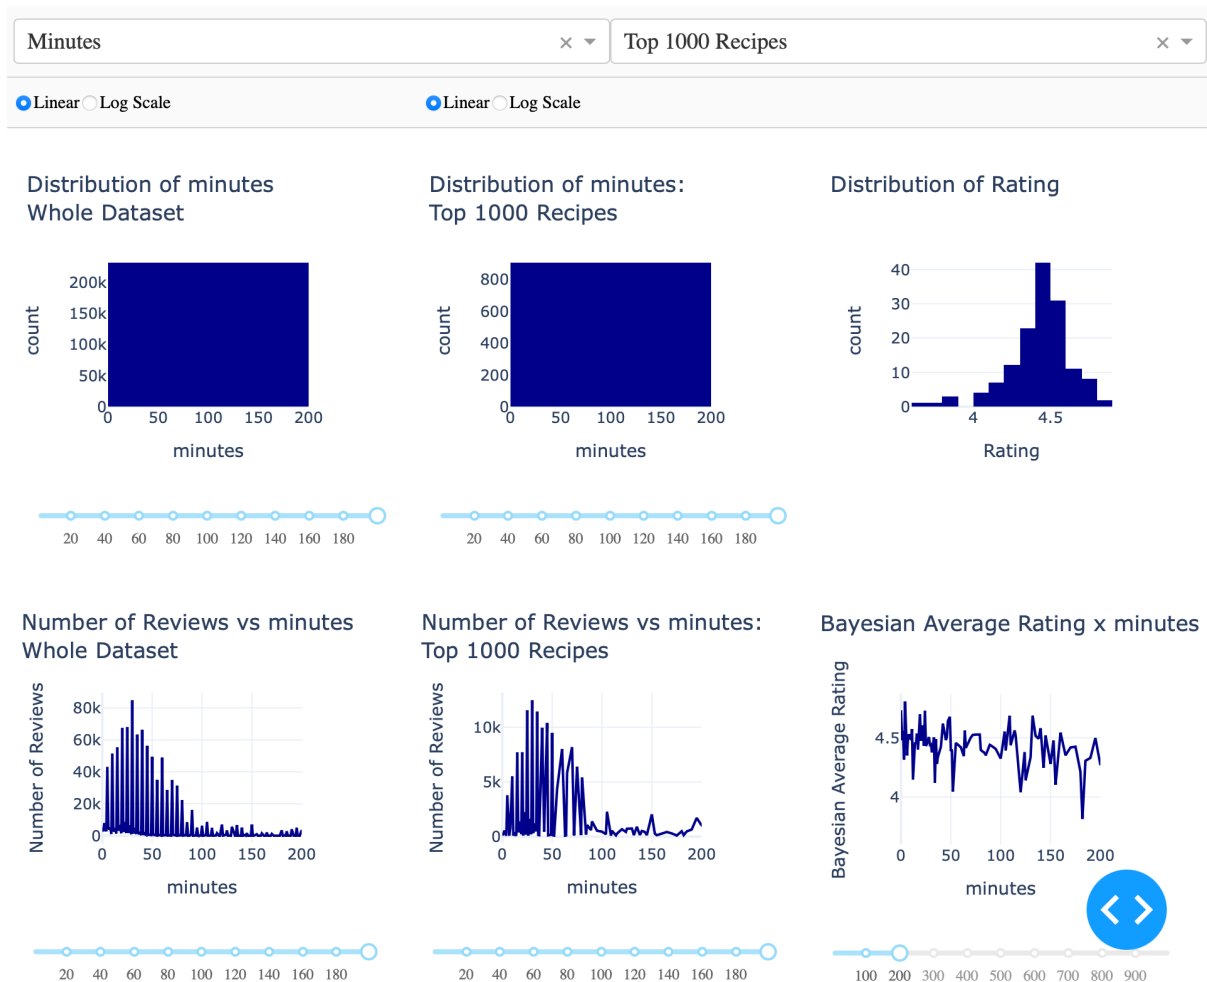 Minutes × Top 1000 Recipes ×
Linear Log Scale Linear Log Scale
Distribution of minutes
Whole Dataset
200k
150k
100k
50k
0
count
0 50 100 150 200
minutes
20 40 60 80 100 120 140 160 180
Distribution of minutes:
Top 1000 Recipes
800
600
400
200
0
count
0 50 100 150 200
minutes
20 40 60 80 100 120 140 160 180
Distribution of Rating
40
30
20
10
0
count
4 4.5
Rating
Number of Reviews vs minutes
Whole Dataset
80k
60k
40k
20k
0
Number of Reviews
0 50 100 150 200
minutes
20 40 60 80 100 120 140 160 180
Number of Reviews vs minutes:
Top 1000 Recipes
10k
5k
0
Number of Reviews
0 50 100 150 200
minutes
20 40 60 80 100 120 140 160 180
Bayesian Average Rating x minutes
4.5
4
Bayesian Average Rating
0 50 100 150 200
minutes
100 200 300 400 500 600 700 800 900